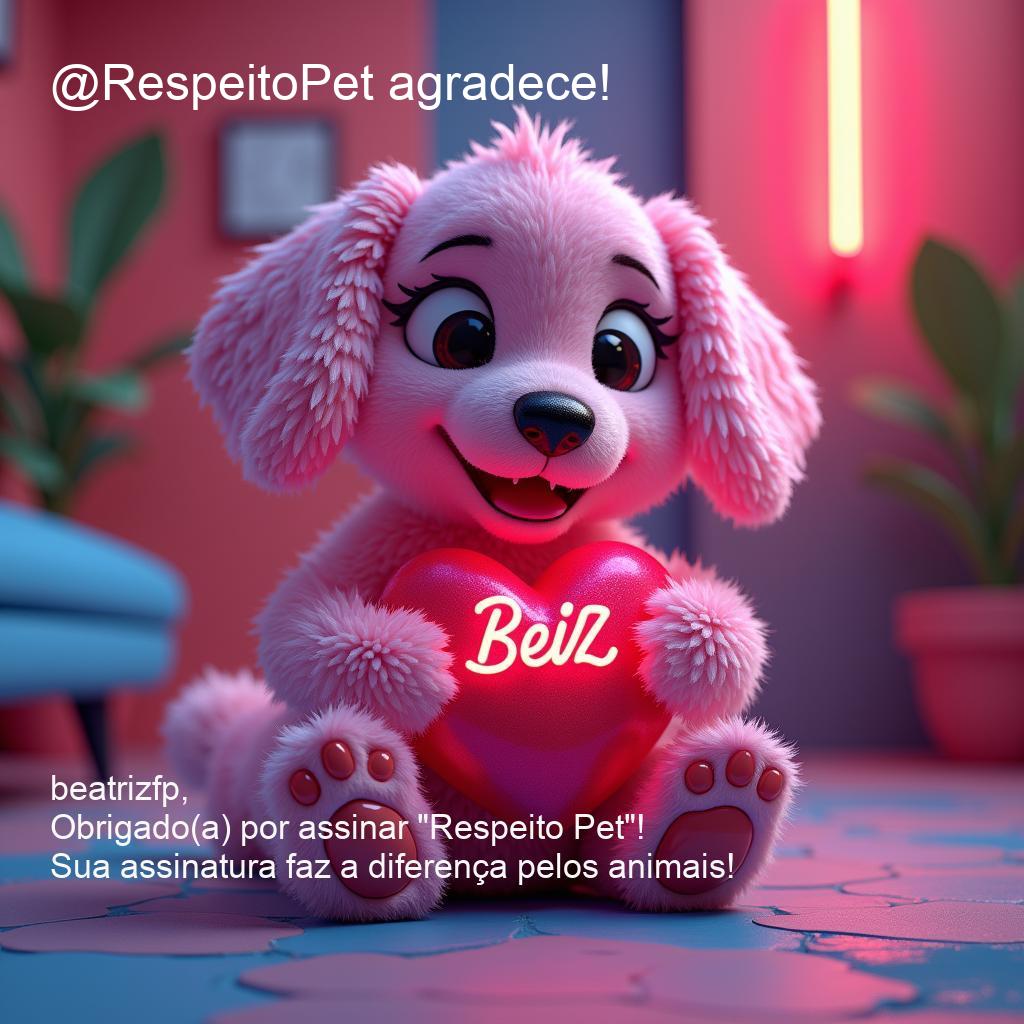 @RespeitoPet agradece!
BeiZ
beatrizfp,
Obrigado(a) por assinar "Respeito Pet"!
Sua assinatura faz a diferença pelos animais!